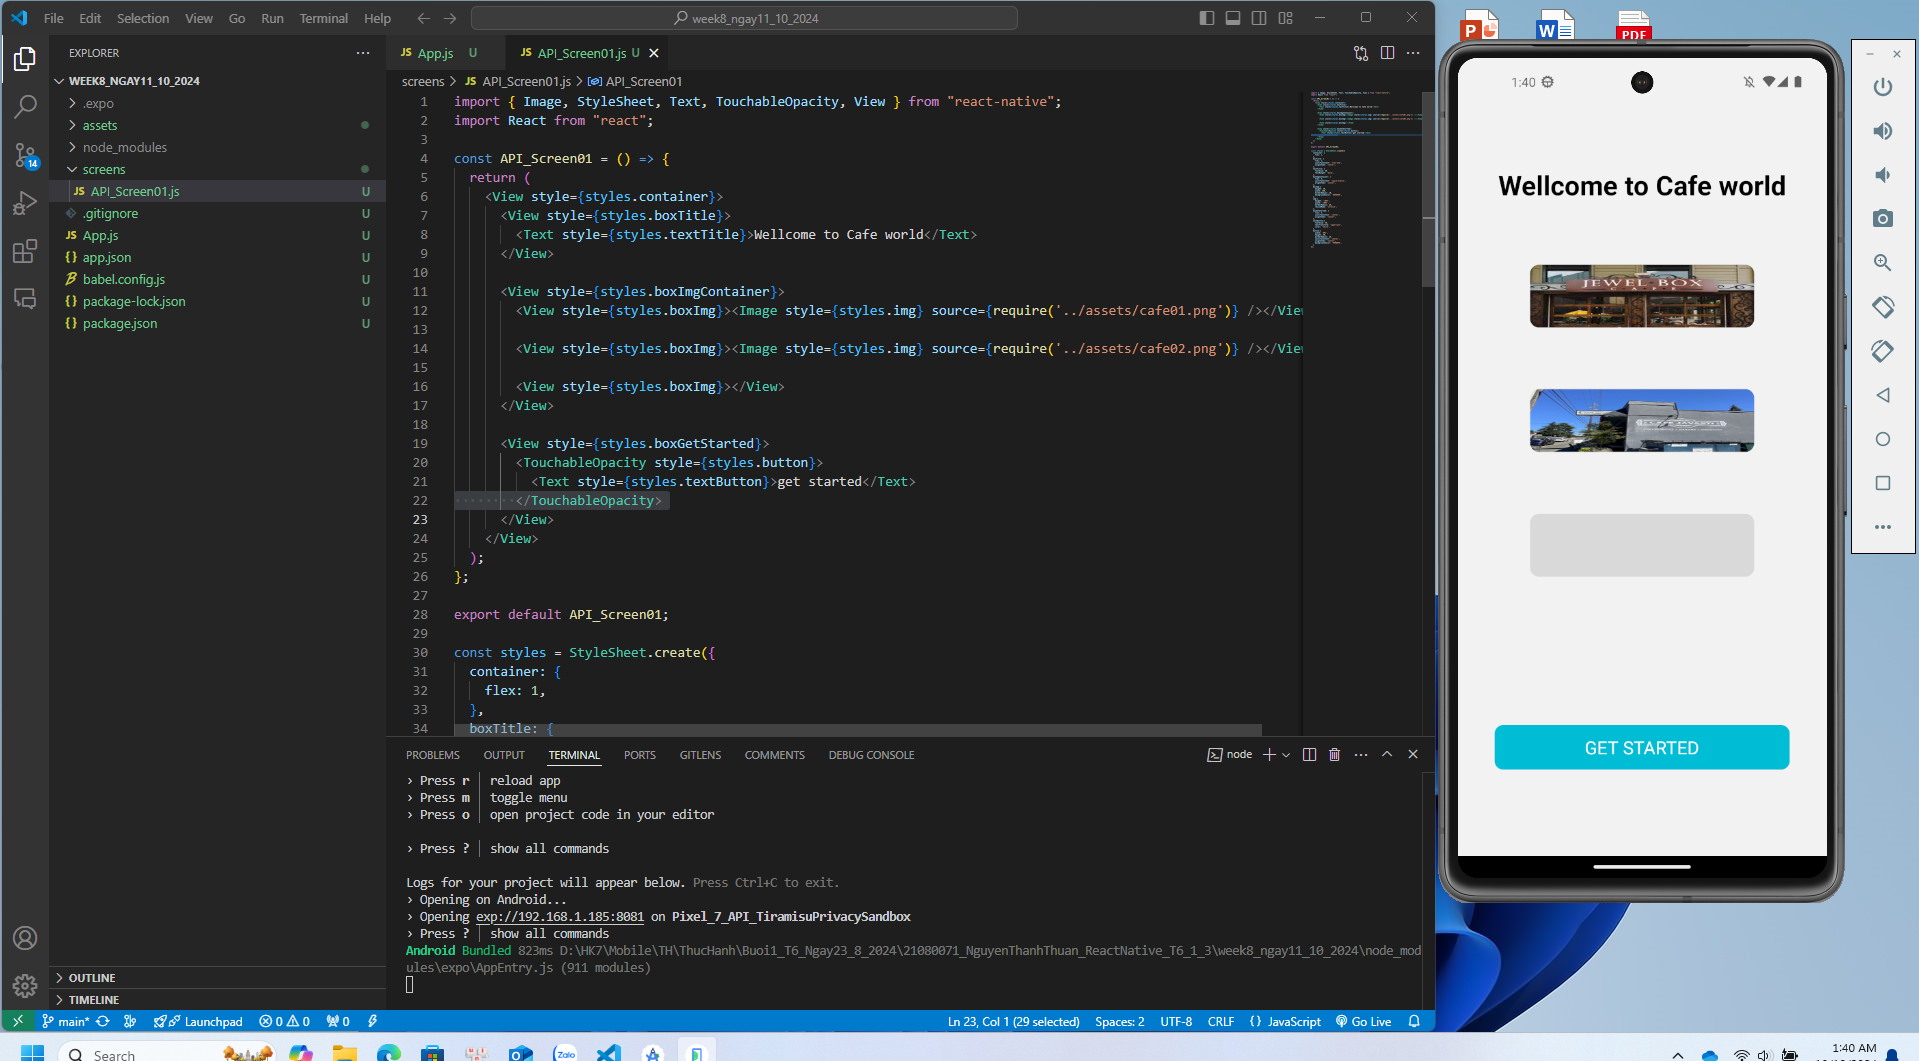 File Edit Selection View Go Run Terminal Help
week8_ngay11_10_2024
EXPLORER
WEEK8_NGAY11_10_2024
.expo
assets
node_modules
screens
JS API_Screen01.js U
.gitignore U
JS App.js U
{} app.json U
babel.config.js U
{} package-lock.json U
{} package.json U
OUTLINE
TIMELINE
14
JS App.js U
JS API_Screen01.js U
screens > JS API_Screen01.js > API_Screen01
1 import { Image, StyleSheet, Text, TouchableOpacity, View } from "react-native";
2 import React from "react";
3
4 const API_Screen01 = () => {
5 return (
6 <View style={styles.container}>
7 <View style={styles.boxTitle}>
8 <Text style={styles.textTitle}>Wellcome to Cafe world</Text>
9 </View>
10
11 <View style={styles.boxImgContainer}>
12 <View style={styles.boxImg}><Image style={styles.img} source={require('../assets/cafe01.png')} /></View
13
14 <View style={styles.boxImg}><Image style={styles.img} source={require('../assets/cafe02.png')} /></View
15
16 <View style={styles.boxImg}></View>
17 </View>
18
19 <View style={styles.boxGetStarted}>
20 <TouchableOpacity style={styles.button}>
21 <Text style={styles.textButton}>get started</Text>
22 </TouchableOpacity>
23 </View>
24 </View>
25 );
26 };
27
28 export default API_Screen01;
29
30 const styles = StyleSheet.create({
31 container: {
32 flex: 1,
33 },
34 boxTitle: {
PROBLEMS OUTPUT TERMINAL PORTS GITLENS COMMENTS DEBUG CONSOLE
node
› Press r │ reload app
› Press m │ toggle menu
› Press o │ open project code in your editor
› Press ? │ show all commands
Logs for your project will appear below. Press Ctrl+C to exit.
› Opening on Android...
› Opening exp://192.168.1.185:8081 on Pixel_7_API_TiramisuPrivacySandbox
› Press ? │ show all commands
Android Bundled 823ms D:\HK7\Mobile\TH\ThucHanh\Buoi1_T6_Ngay23_8_2024\21080071_NguyenThanhThuan_ReactNative_T6_1_3\week8_ngay11_10_2024\node_mod
ules\expo\AppEntry.js (911 modules)
main* Launchpad 0 0 0
Ln 23, Col 1 (29 selected) Spaces: 2 UTF-8 CRLF {} JavaScript Go Live
Search
Zalo
1:40 AM
P
W
PDF
1:40
Wellcome to Cafe world
JEWEL BOX
CAFE
GET STARTED